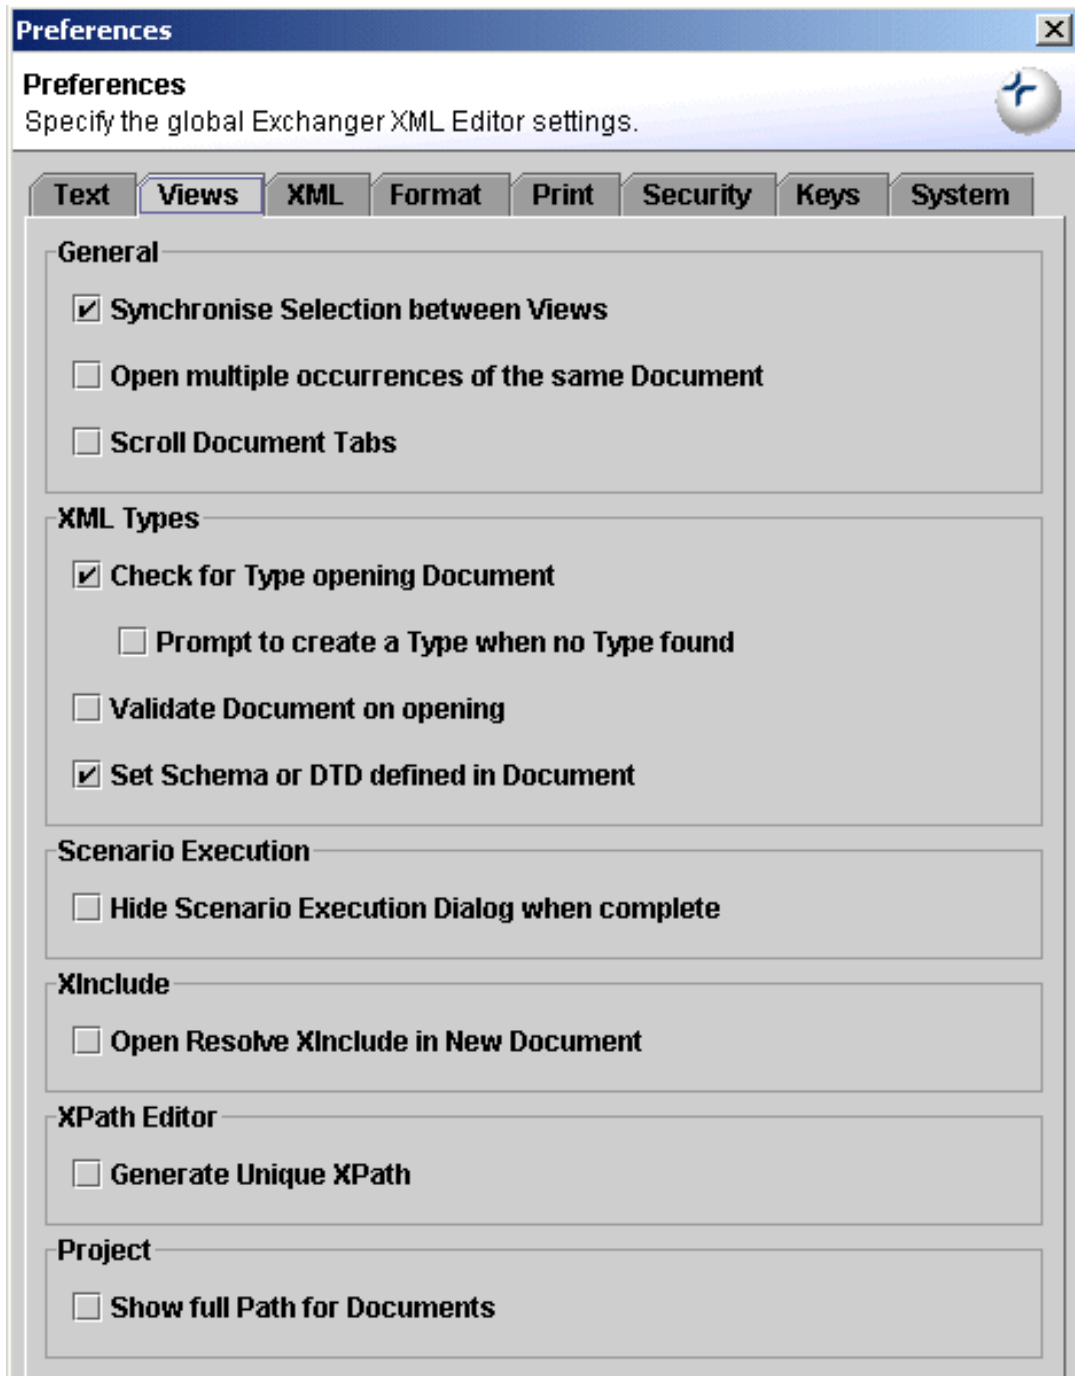 Preferences
Preferences
Specify the global Exchanger XML Editor settings.
Text Views XML Format Print Security Keys System
General
Synchronise Selection between Views
Open multiple occurrences of the same Document
Scroll Document Tabs
XML Types
Check for Type opening Document
Prompt to create a Type when no Type found
Validate Document on opening
Set Schema or DTD defined in Document
Scenario Execution
Hide Scenario Execution Dialog when complete
XInclude
Open Resolve XInclude in New Document
XPath Editor
Generate Unique XPath
Project
Show full Path for Documents